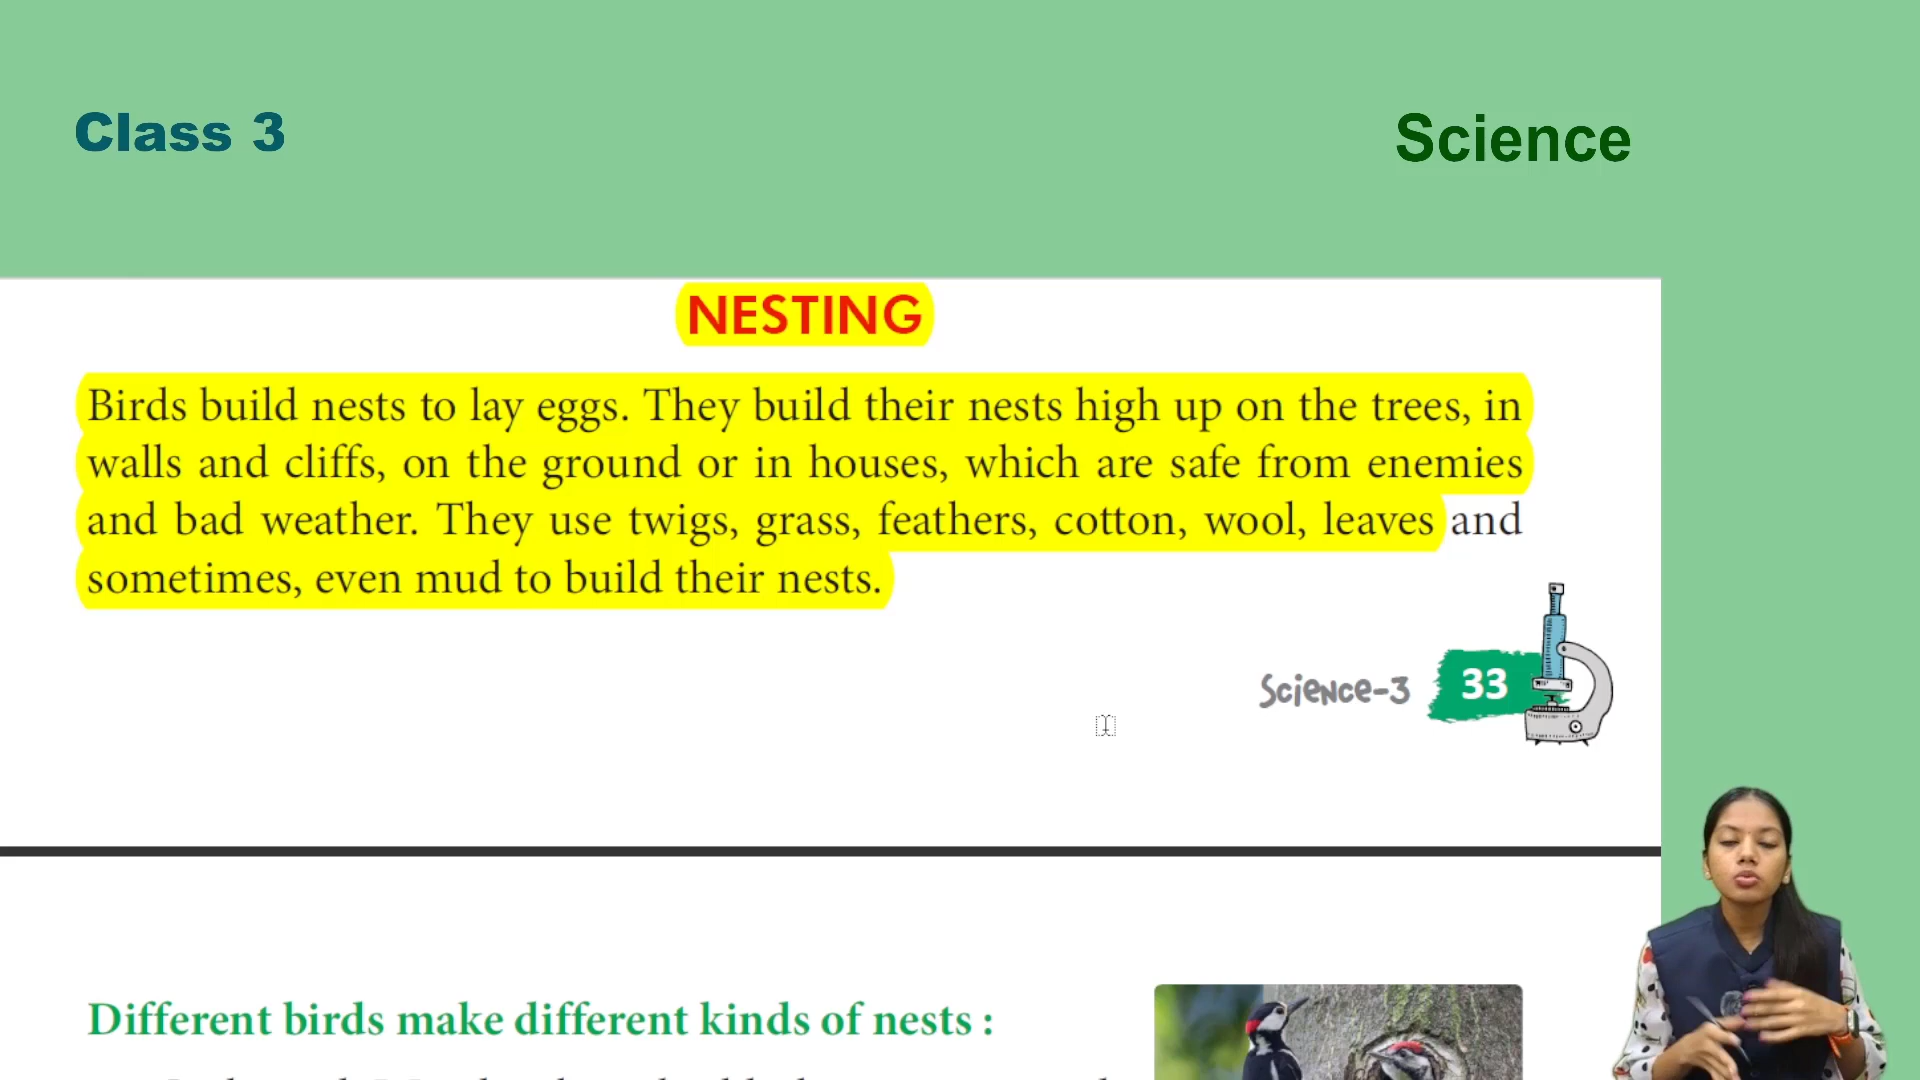 Class 3
Science
NESTING
Birds build nests to lay eggs. They build their nests high up on the trees, in
walls and cliffs, on the ground or in houses, which are safe from enemies
and bad weather. They use twigs, grass, feathers, cotton, wool, leaves and
sometimes, even mud to build their nests.
Science-3
33
Different birds make different kinds of nests :